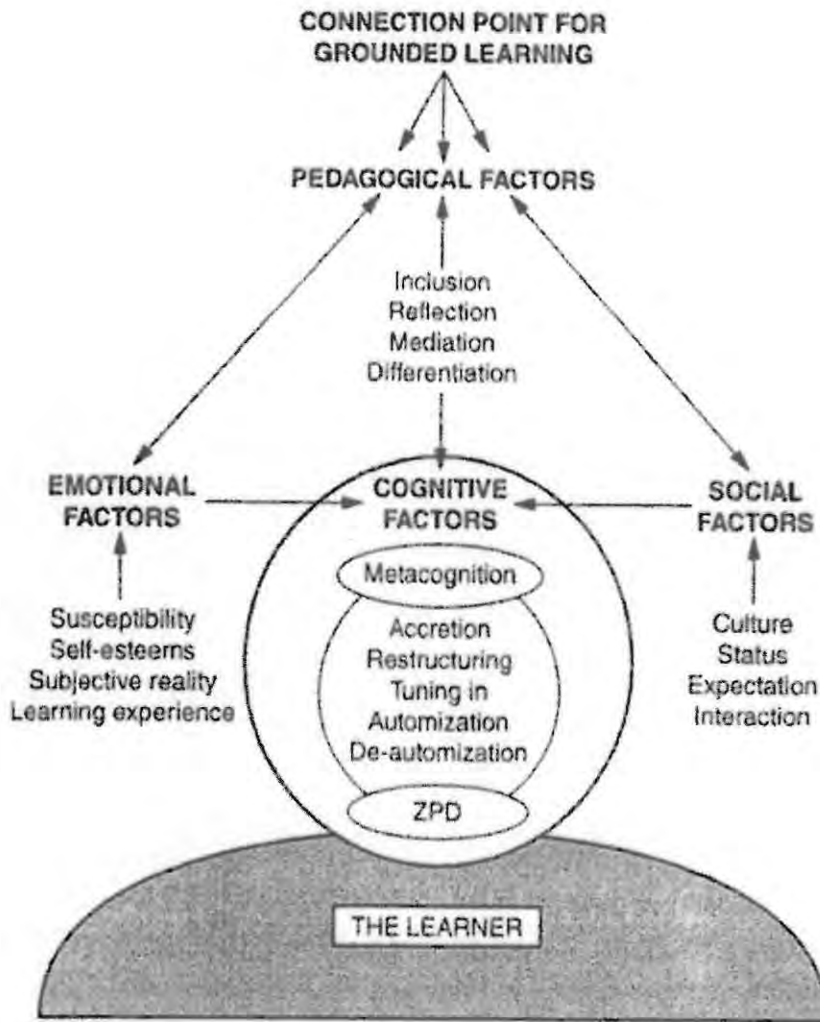 CONNECTION POINT FOR
GROUNDED LEARNING
PEDAGOGICAL FACTORS
Inclusion
Reflection
Mediation
Differentiation
EMOTIONAL
FACTORS
COGNITIVE
FACTORS
SOCIAL
FACTORS
Metacognition
Susceptibility
Self-esteems
Subjective reality
Learning experience
Accretion
Restructuring
Tuning in
Automization
De-automization
Culture
Status
Expectation
Interaction
ZPD
THE LEARNER